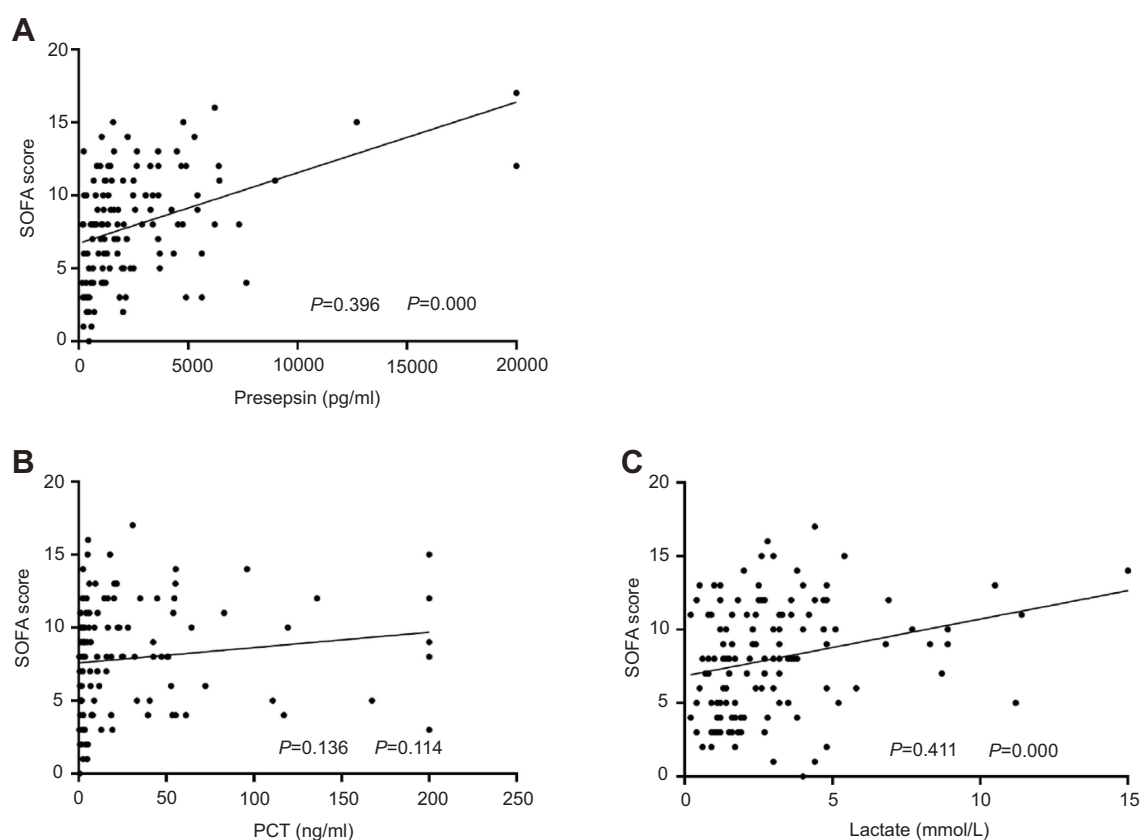 A
20
15
10
5
0
SOFA score
P=0.396 P=0.000
0 5000 10000 15000 20000
Presepsin (pg/ml)
B
20
15
10
5
0
SOFA score
P=0.136 P=0.114
0 50 100 150 200 250
PCT (ng/ml)
C
20
15
10
5
0
SOFA score
P=0.411 P=0.000
0 5 10 15
Lactate (mmol/L)